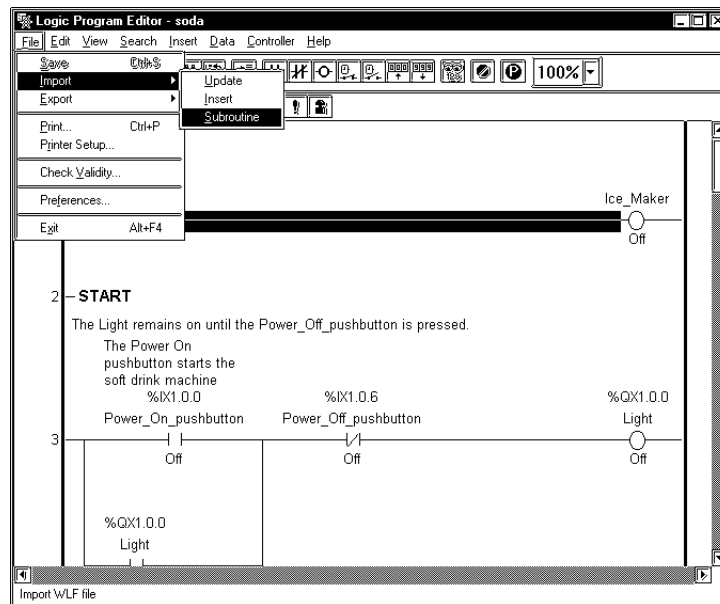 Logic Program Editor - soda
File Edit View Search Insert Data Controller Help
Save Ctrl+S
Import
Export
Print... Ctrl+P
Printer Setup...
Check Validity...
Preferences...
Exit Alt+F4
Update
Insert
Subroutine
100%
Ice_Maker
Off
2 START
The Light remains on until the Power_Off_pushbutton is pressed.
The Power On
pushbutton starts the
soft drink machine
%IX1.0.0 %IX1.0.6 %QX1.0.0
Power_On_pushbutton Power_Off_pushbutton Light
3
Off Off Off
%QX1.0.0
Light
Import WLF file